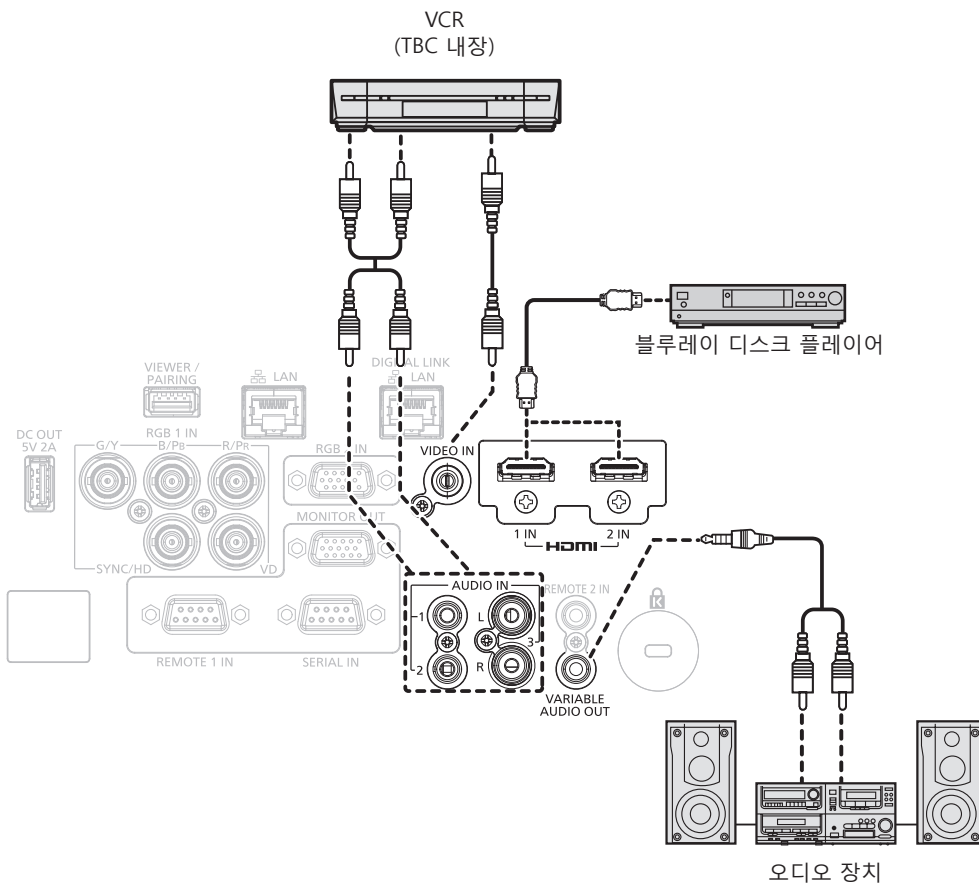 VCR
(TBC 내장)
블루레이 디스크 플레이어
VIEWER /
PAIRING
LAN
DIGITAL LINK
LAN
DC OUT
5V 2A
RGB 1 IN
G/Y
B/PB
R/PR
RGB 2 IN
VIDEO IN
MONITOR OUT
1 IN
HDMI
2 IN
SYNC/HD
VD
AUDIO IN
REMOTE 2 IN
K
1
L
3
2
R
REMOTE 1 IN
SERIAL IN
VARIABLE
AUDIO OUT
오디오 장치